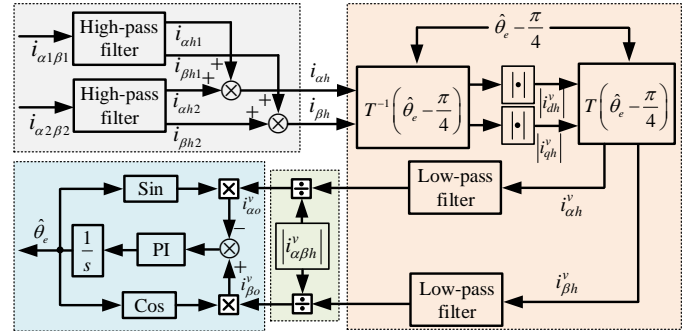 High-pass filter
i_{α1β1}
i_{αh1}
i_{βh1}
+
+
High-pass filter
i_{α2β2}
i_{αh2}
i_{βh2}
+
+
i_{αh}
i_{βh}
\hat{θ}_e - π/4
T^{-1}(\hat{θ}_e - π/4)
|•|
|•|
|i^v_{dh}|
|i^v_{qh}|
T(\hat{θ}_e - π/4)
Low-pass filter
i^v_{αh}
Low-pass filter
i^v_{βh}
÷
|i^v_{αβh}|
÷
Sin
×
i^v_{αo}
−
\hat{θ}_e
1/s
PI
+
i^v_{βo}
Cos
×